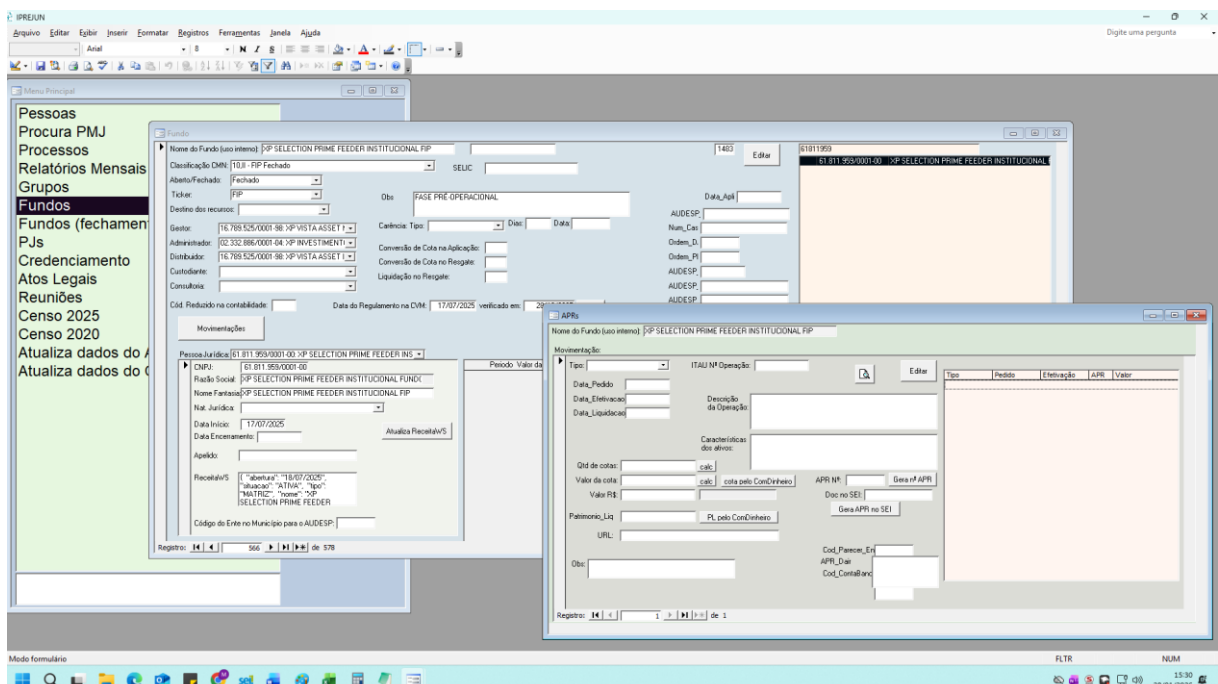 IPREJUN
Arquivo Editar Exibir Inserir Formatar Registros Ferramentas Janela Ajuda
Digite uma pergunta
Arial 8 N I S
Menu Principal
Pessoas
Procura PMJ
Processos
Relatórios Mensais
Grupos
Fundos
Fundos (fechamen
PJs
Credenciamento
Atos Legais
Reuniões
Censo 2025
Censo 2020
Atualiza dados do
Atualiza dados do
Fundo
Nome do Fundo (uso interno): XP SELECTION PRIME FEEDER INSTITUCIONAL FIP
1483
Editar
61811959
61.811.959/0001-00 XP SELECTION PRIME FEEDER INSTITUCIONAL
Classificação CMN: 10,II - FIP Fechado
SELIC
Aberto/Fechado: Fechado
Ticker: FIP
Obs FASE PRÉ-OPERACIONAL
Data_Apli
Destino dos recursos:
AUDESP_
Gestor: 16.789.525/0001-98: XP VISTA ASSET
Carência: Tipo: Dias: Data:
Num_Cas
Administrador: 02.332.886/0001-04: XP INVESTIMENT
Conversão de Cota na Aplicação:
Ordem_D.
Distribuidor: 16.789.525/0001-98: XP VISTA ASSET
Conversão de Cota no Resgate:
Ordem_Pl
Custodiante:
Liquidação no Resgate:
AUDESP_
Consultoria:
AUDESP_
Cód. Reduzido na contabilidade:
Data do Regulamento na CVM: 17/07/2025 verificado em:
AUDESP
Movimentações
Pessoa Jurídica: 61.811.959/0001-00: XP SELECTION PRIME FEEDER INS
Periodo Valor da
CNPJ: 61.811.959/0001-00
Razão Social: XP SELECTION PRIME FEEDER INSTITUCIONAL FUNDO
Nome Fantasia: XP SELECTION PRIME FEEDER INSTITUCIONAL FIP
Nat. Jurídica:
Data Início: 17/07/2025
Data Encerramento:
Atualiza ReceitaWS
Apelido:
ReceitaWS { "abertura": "18/07/2025",
"situacao": "ATIVA", "tipo":
"MATRIZ", "nome": "XP
SELECTION PRIME FEEDER
Código do Ente no Município para o AUDESP:
Registro: 566 de 578
APRs
Nome do Fundo (uso interno): XP SELECTION PRIME FEEDER INSTITUCIONAL FIP
Movimentação:
Tipo:
ITAU Nº Operação:
Editar
Tipo Pedido Efetivação APR Valor
Data_Pedido
Data_Efetivacao
Data_Liquidacao
Descrição
da Operação:
Características
dos ativos:
Qtd de cotas: calc
Valor da cota: calc cota pelo ComDinheiro
APR Nº: Gera nº APR
Valor R$:
Doc no SEI:
Gera APR no SEI
Patrimonio_Liq PL pelo ComDinheiro
URL:
Obs:
Cod_Parecer_En
APR_Dair
Cod_ContaBanc
Registro: 1 de 1
Modo formulário
FLTR
NUM
15:30